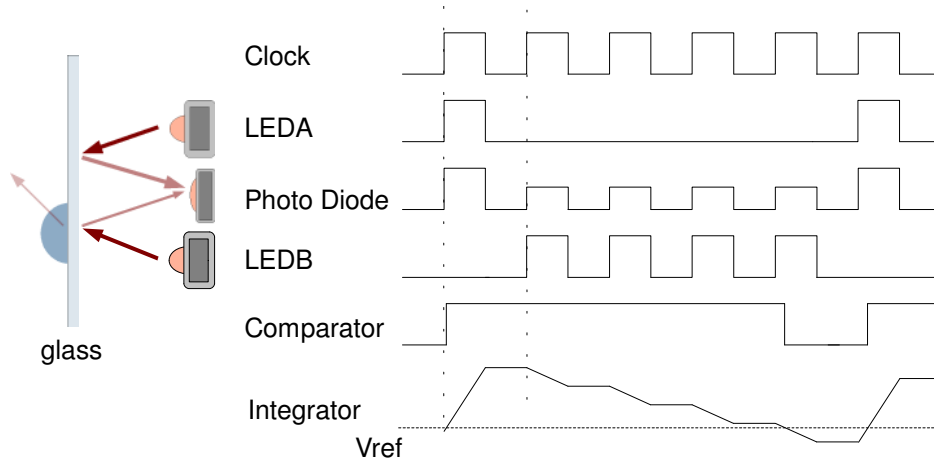 Clock
LEDA
Photo Diode
LEDB
Comparator
glass
Integrator
Vref